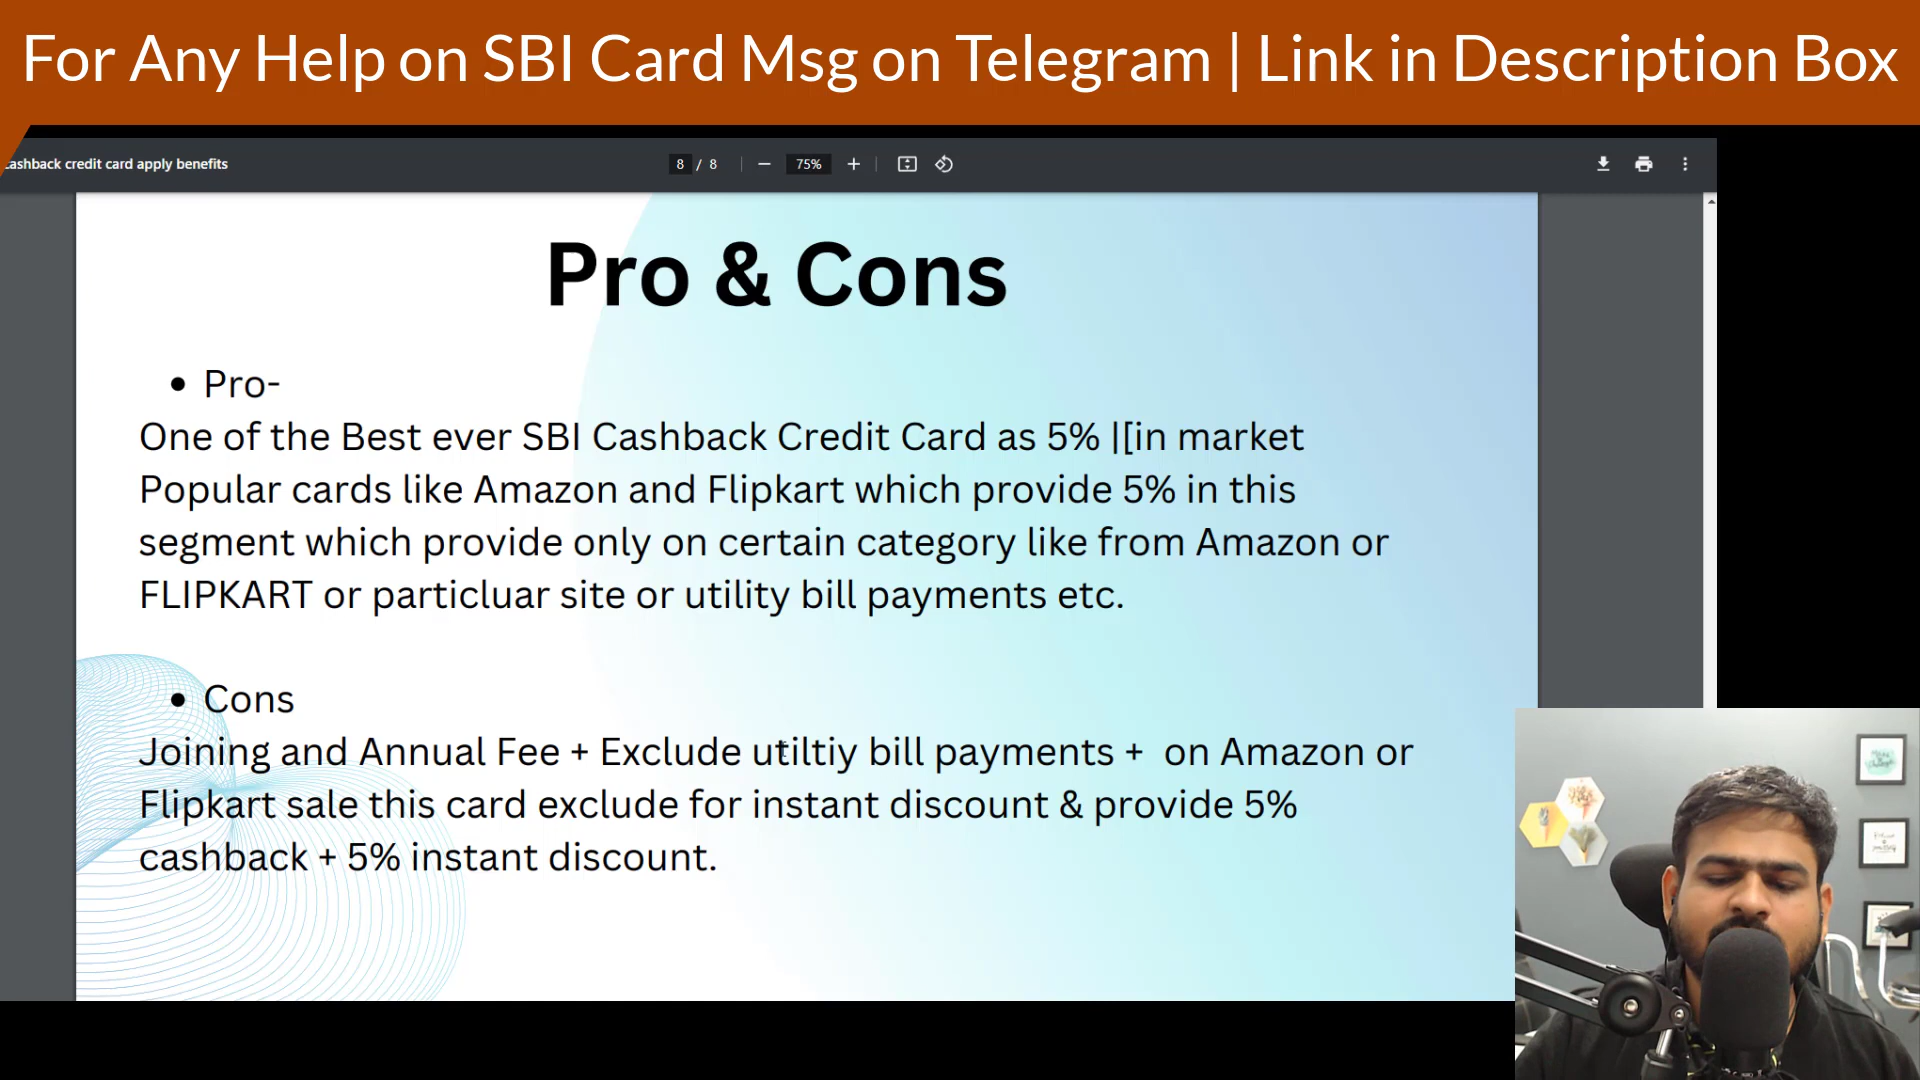 For Any Help on SBI Card Msg on Telegram | Link in Description Box
cashback credit card apply benefits
8 / 8
75%
Pro & Cons
• Pro-
One of the Best ever SBI Cashback Credit Card as 5% |[in market
Popular cards like Amazon and Flipkart which provide 5% in this
segment which provide only on certain category like from Amazon or
FLIPKART or particluar site or utility bill payments etc.
• Cons
Joining and Annual Fee + Exclude utiltiy bill payments + on Amazon or
Flipkart sale this card exclude for instant discount & provide 5%
cashback + 5% instant discount.